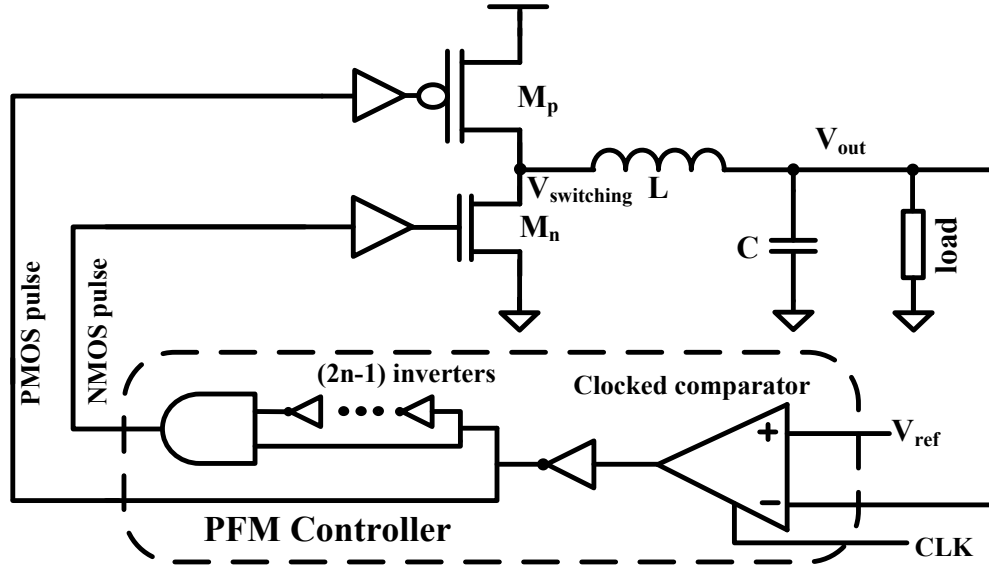 Mp
Vout
Vswitching
L
Mn
C
load
PMOS pulse
NMOS pulse
(2n-1) inverters
Clocked comparator
+
Vref
−
PFM Controller
CLK